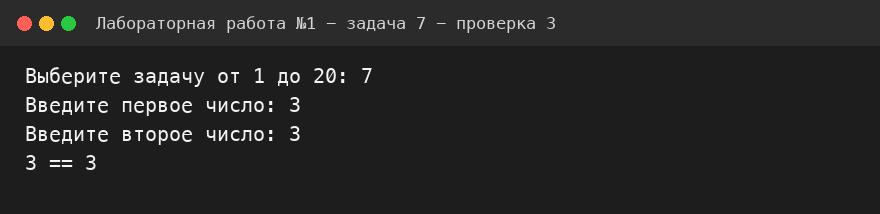 Лабораторная работа №1 — задача 7 — проверка 3
Выберите задачу от 1 до 20: 7
Введите первое число: 3
Введите второе число: 3
3 == 3